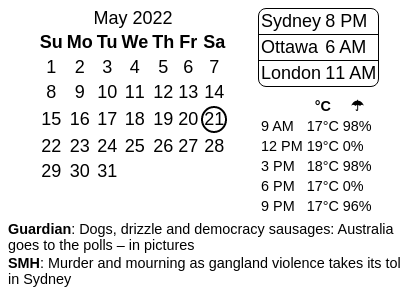 May 2022
Su Mo Tu We Th Fr Sa
1 2 3 4 5 6 7
8 9 10 11 12 13 14
15 16 17 18 19 20 21
22 23 24 25 26 27 28
29 30 31
Sydney 8 PM
Ottawa 6 AM
London 11 AM
°C ☂
9 AM 17°C 98%
12 PM 19°C 0%
3 PM 18°C 98%
6 PM 17°C 0%
9 PM 17°C 96%
Guardian: Dogs, drizzle and democracy sausages: Australia
goes to the polls – in pictures
SMH: Murder and mourning as gangland violence takes its tol
in Sydney